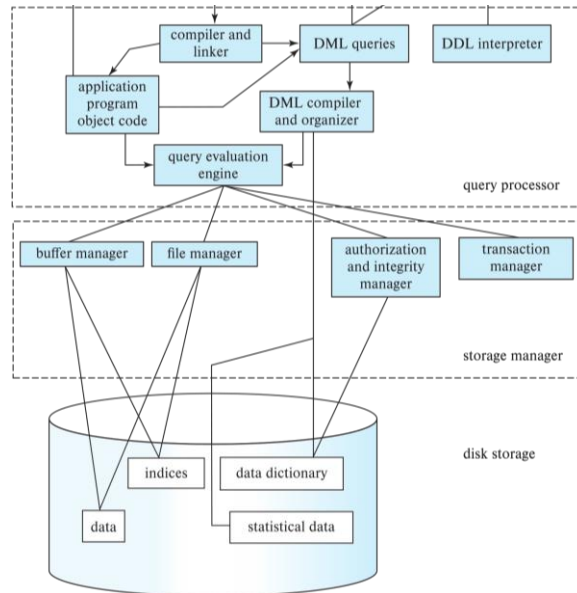 compiler and
linker
DML queries
DDL interpreter
application
program
object code
DML compiler
and organizer
query evaluation
engine
query processor
buffer manager
file manager
authorization
and integrity
manager
transaction
manager
storage manager
disk storage
indices
data dictionary
data
statistical data